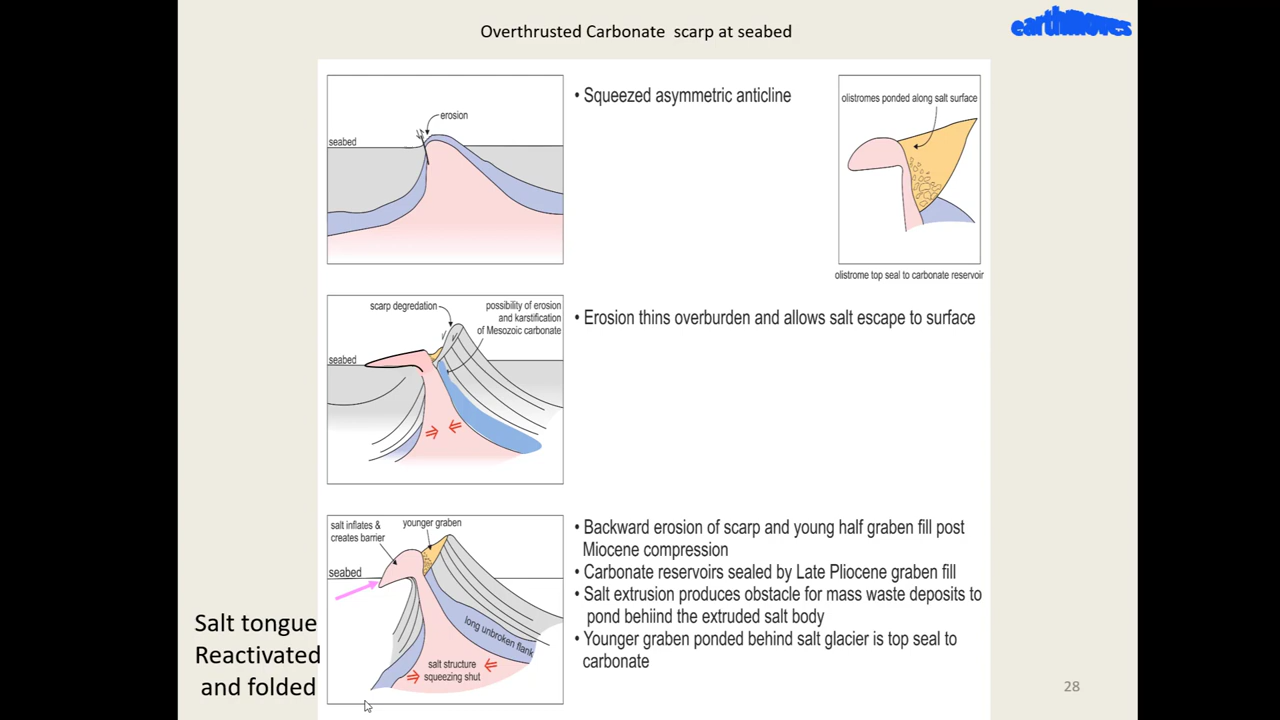 Overthrusted Carbonate scarp at seabed
earthmoves
erosion
seabed
• Squeezed asymmetric anticline
olistromes ponded along salt surface
olistrome top seal to carbonate reservoir
scarp degredation
possibility of erosion
and karstification
of Mesozoic carbonate
seabed
• Erosion thins overburden and allows salt escape to surface
salt inflates &
creates barrier
younger graben
seabed
long unbroken flank
salt structure
squeezing shut
• Backward erosion of scarp and young half graben fill post
Miocene compression
• Carbonate reservoirs sealed by Late Pliocene graben fill
• Salt extrusion produces obstacle for mass waste deposits to
pond behiind the extruded salt body
• Younger graben ponded behind salt glacier is top seal to
carbonate
Salt tongue
Reactivated
and folded
28